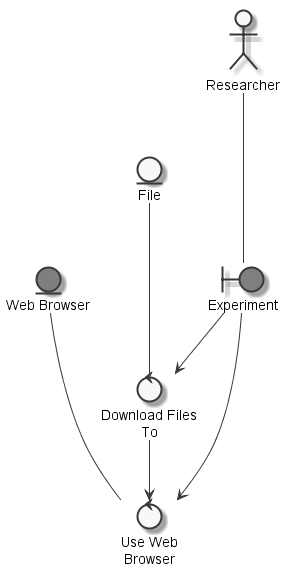 Researcher
File
Web Browser
Experiment
Download Files
To
Use Web
Browser